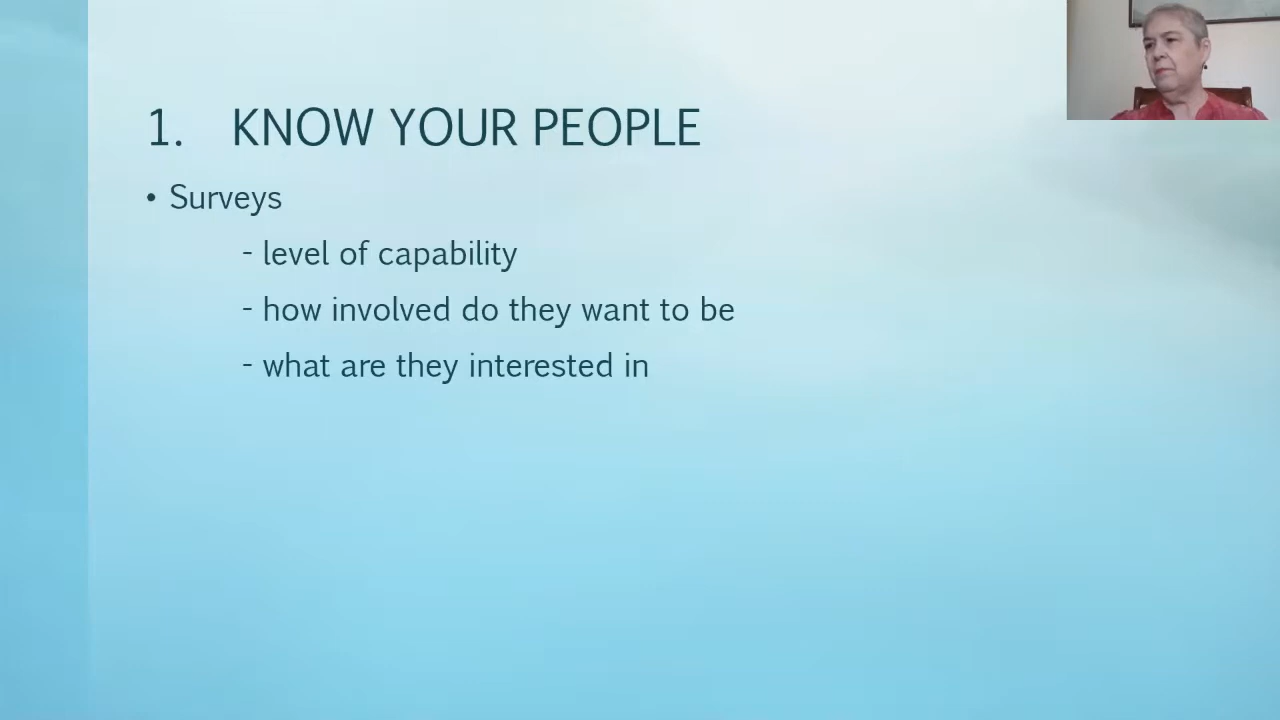 1. KNOW YOUR PEOPLE
• Surveys
- level of capability
- how involved do they want to be
- what are they interested in